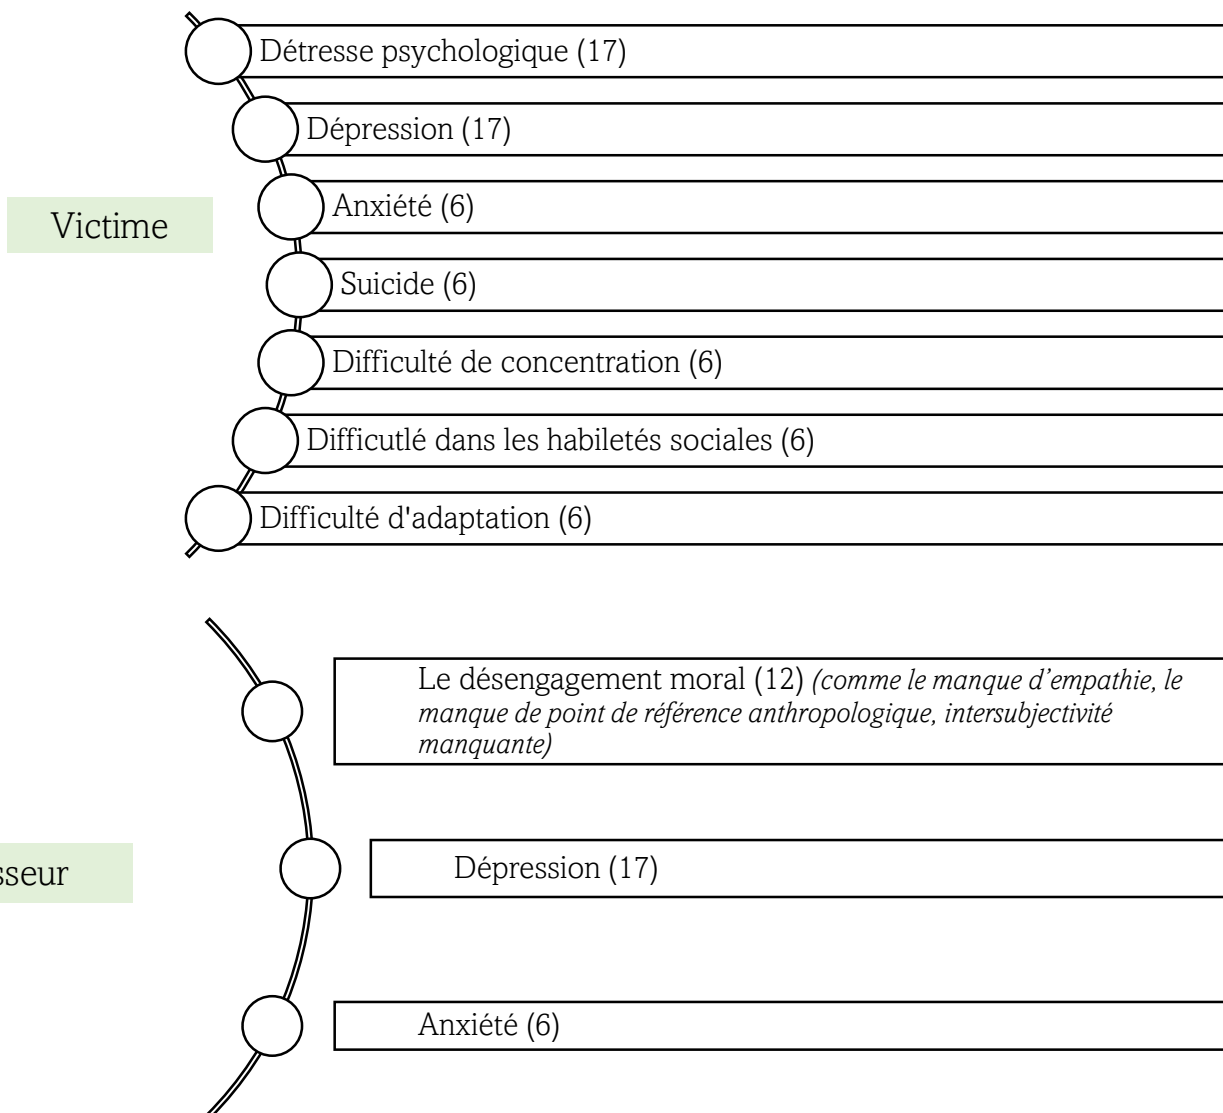 Détresse psychologique (17)
Dépression (17)
Anxiété (6)
Victime
Suicide (6)
Difficulté de concentration (6)
Difficutlé dans les habiletés sociales (6)
Difficulté d'adaptation (6)
Le désengagement moral (12) (comme le manque d’empathie, le
manque de point de référence anthropologique, intersubjectivité
manquante)
sseur
Dépression (17)
Anxiété (6)